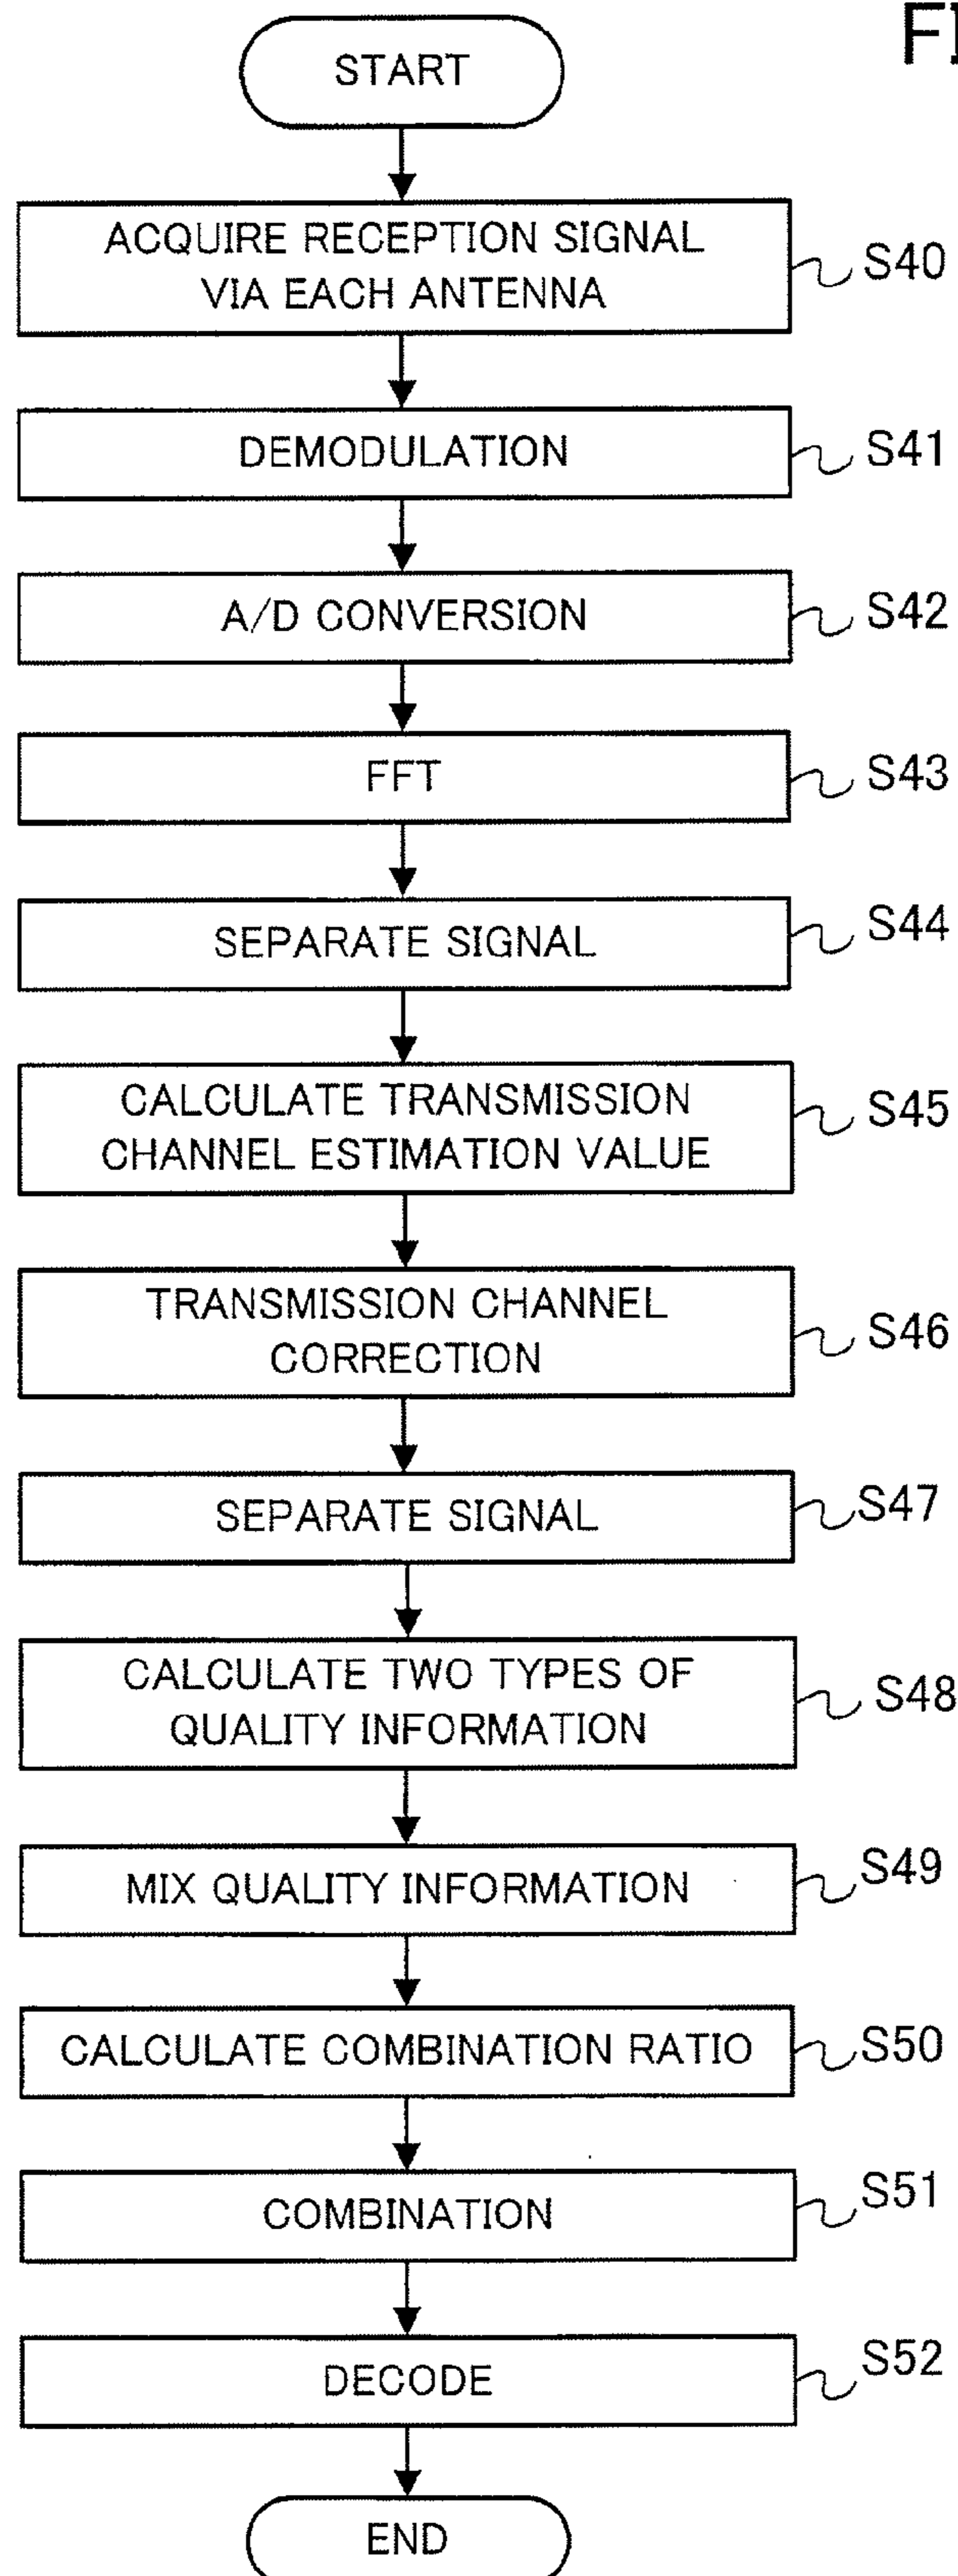 START
ACQUIRE RECEPTION SIGNAL
VIA EACH ANTENNA
S40
DEMODULATION
S41
A/D CONVERSION
S42
FFT
S43
SEPARATE SIGNAL
S44
CALCULATE TRANSMISSION
CHANNEL ESTIMATION VALUE
S45
TRANSMISSION CHANNEL
CORRECTION
S46
SEPARATE SIGNAL
S47
CALCULATE TWO TYPES OF
QUALITY INFORMATION
S48
MIX QUALITY INFORMATION
S49
CALCULATE COMBINATION RATIO
S50
COMBINATION
S51
DECODE
S52
END